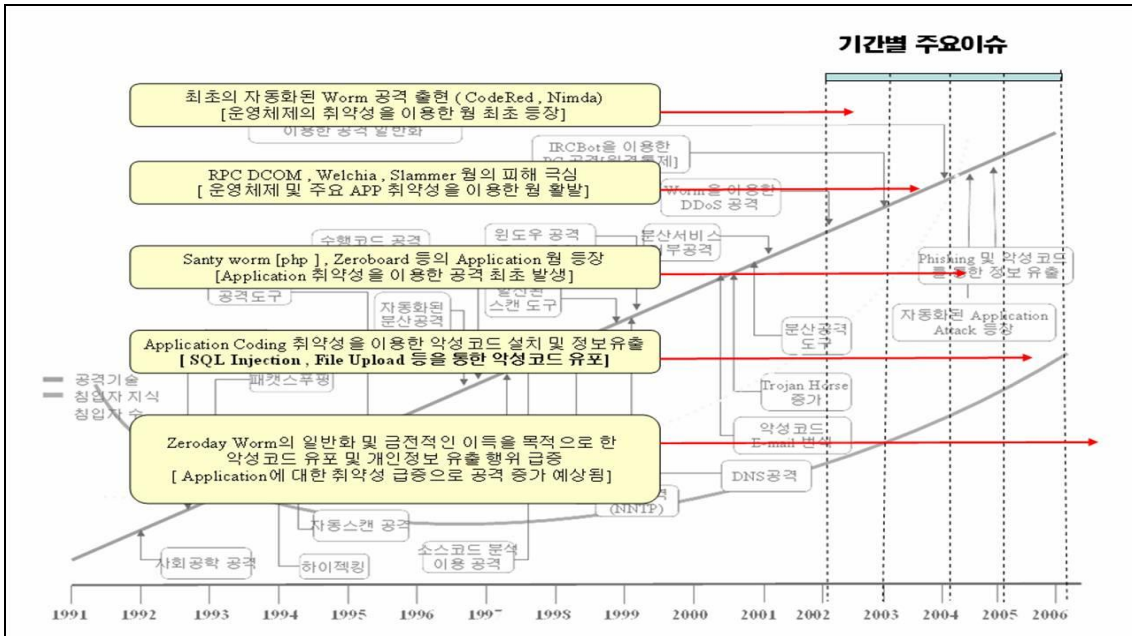 기간별 주요이슈
최초의 자동화된 Worm 공격 출현 ( CodeRed , Nimda)
[운영체제의 취약성을 이용한 웜 최초 등장]
이용한 공격 일반화
IRCBot을 이용한
RPC DCOM , Welchia , Slammer 웜의 피해 극심
[ 운영체제 및 주요 APP 취약성을 이용한 웜 활발]
Worm을 이용한
DDoS 공격
수행코드 공격
윈도우 공격
분산서비스
거부공격
Santy worm [php ] , Zeroboard 등의 Application 웜 등장
[Application 취약성을 이용한 공격 최초 발생]
Phishing 및 악성 코드
를 통한 정보 유출
공격도구
자동화된
분산공격
스캔 도구
자동화된 Application
Attack 등장
분산공격
도구
Application Coding 취약성을 이용한 악성코드 설치 및 정보유출
[ SQL Injection , File Upload 등을 통한 악성코드 유포]
공격기술
침입자 지식
침입자 수
패캣스푸핑
Trojan Horse
증가
악성코드
E-mail 번식
Zeroday Worm의 일반화 및 금전적인 이득을 목적으로 한
악성코드 유포 및 개인정보 유출 행위 급증
[ Application에 대한 취약성 급증으로 공격 증가 예상됨]
DNS공격
(NNTP)
자동스캔 공격
사회공학 공격
하이젝킹
소스코드 분석
이용 공격
1991 1992 1993 1994 1995 1996 1997 1998 1999 2000 2001 2002 2003 2004 2005 2006